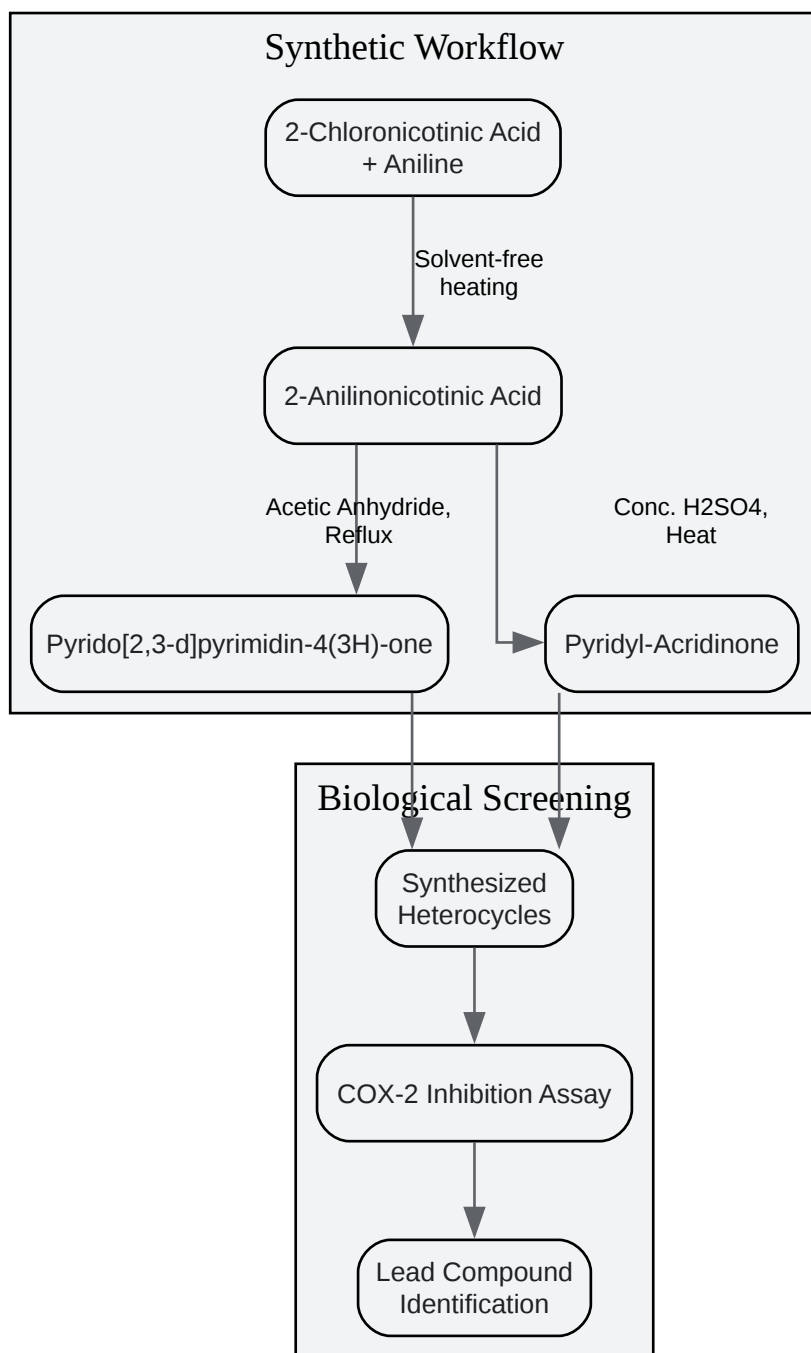 Synthetic Workflow
2-Chloronicotinic Acid
+ Aniline
Solvent-free
heating
2-Anilinonicotinic Acid
Acetic Anhydride,
Reflux
Conc. H2SO4,
Heat
Pyrido[2,3-d]pyrimidin-4(3H)-one
Pyridyl-Acridinone
Biological Screening
Synthesized
Heterocycles
COX-2 Inhibition Assay
Lead Compound
Identification